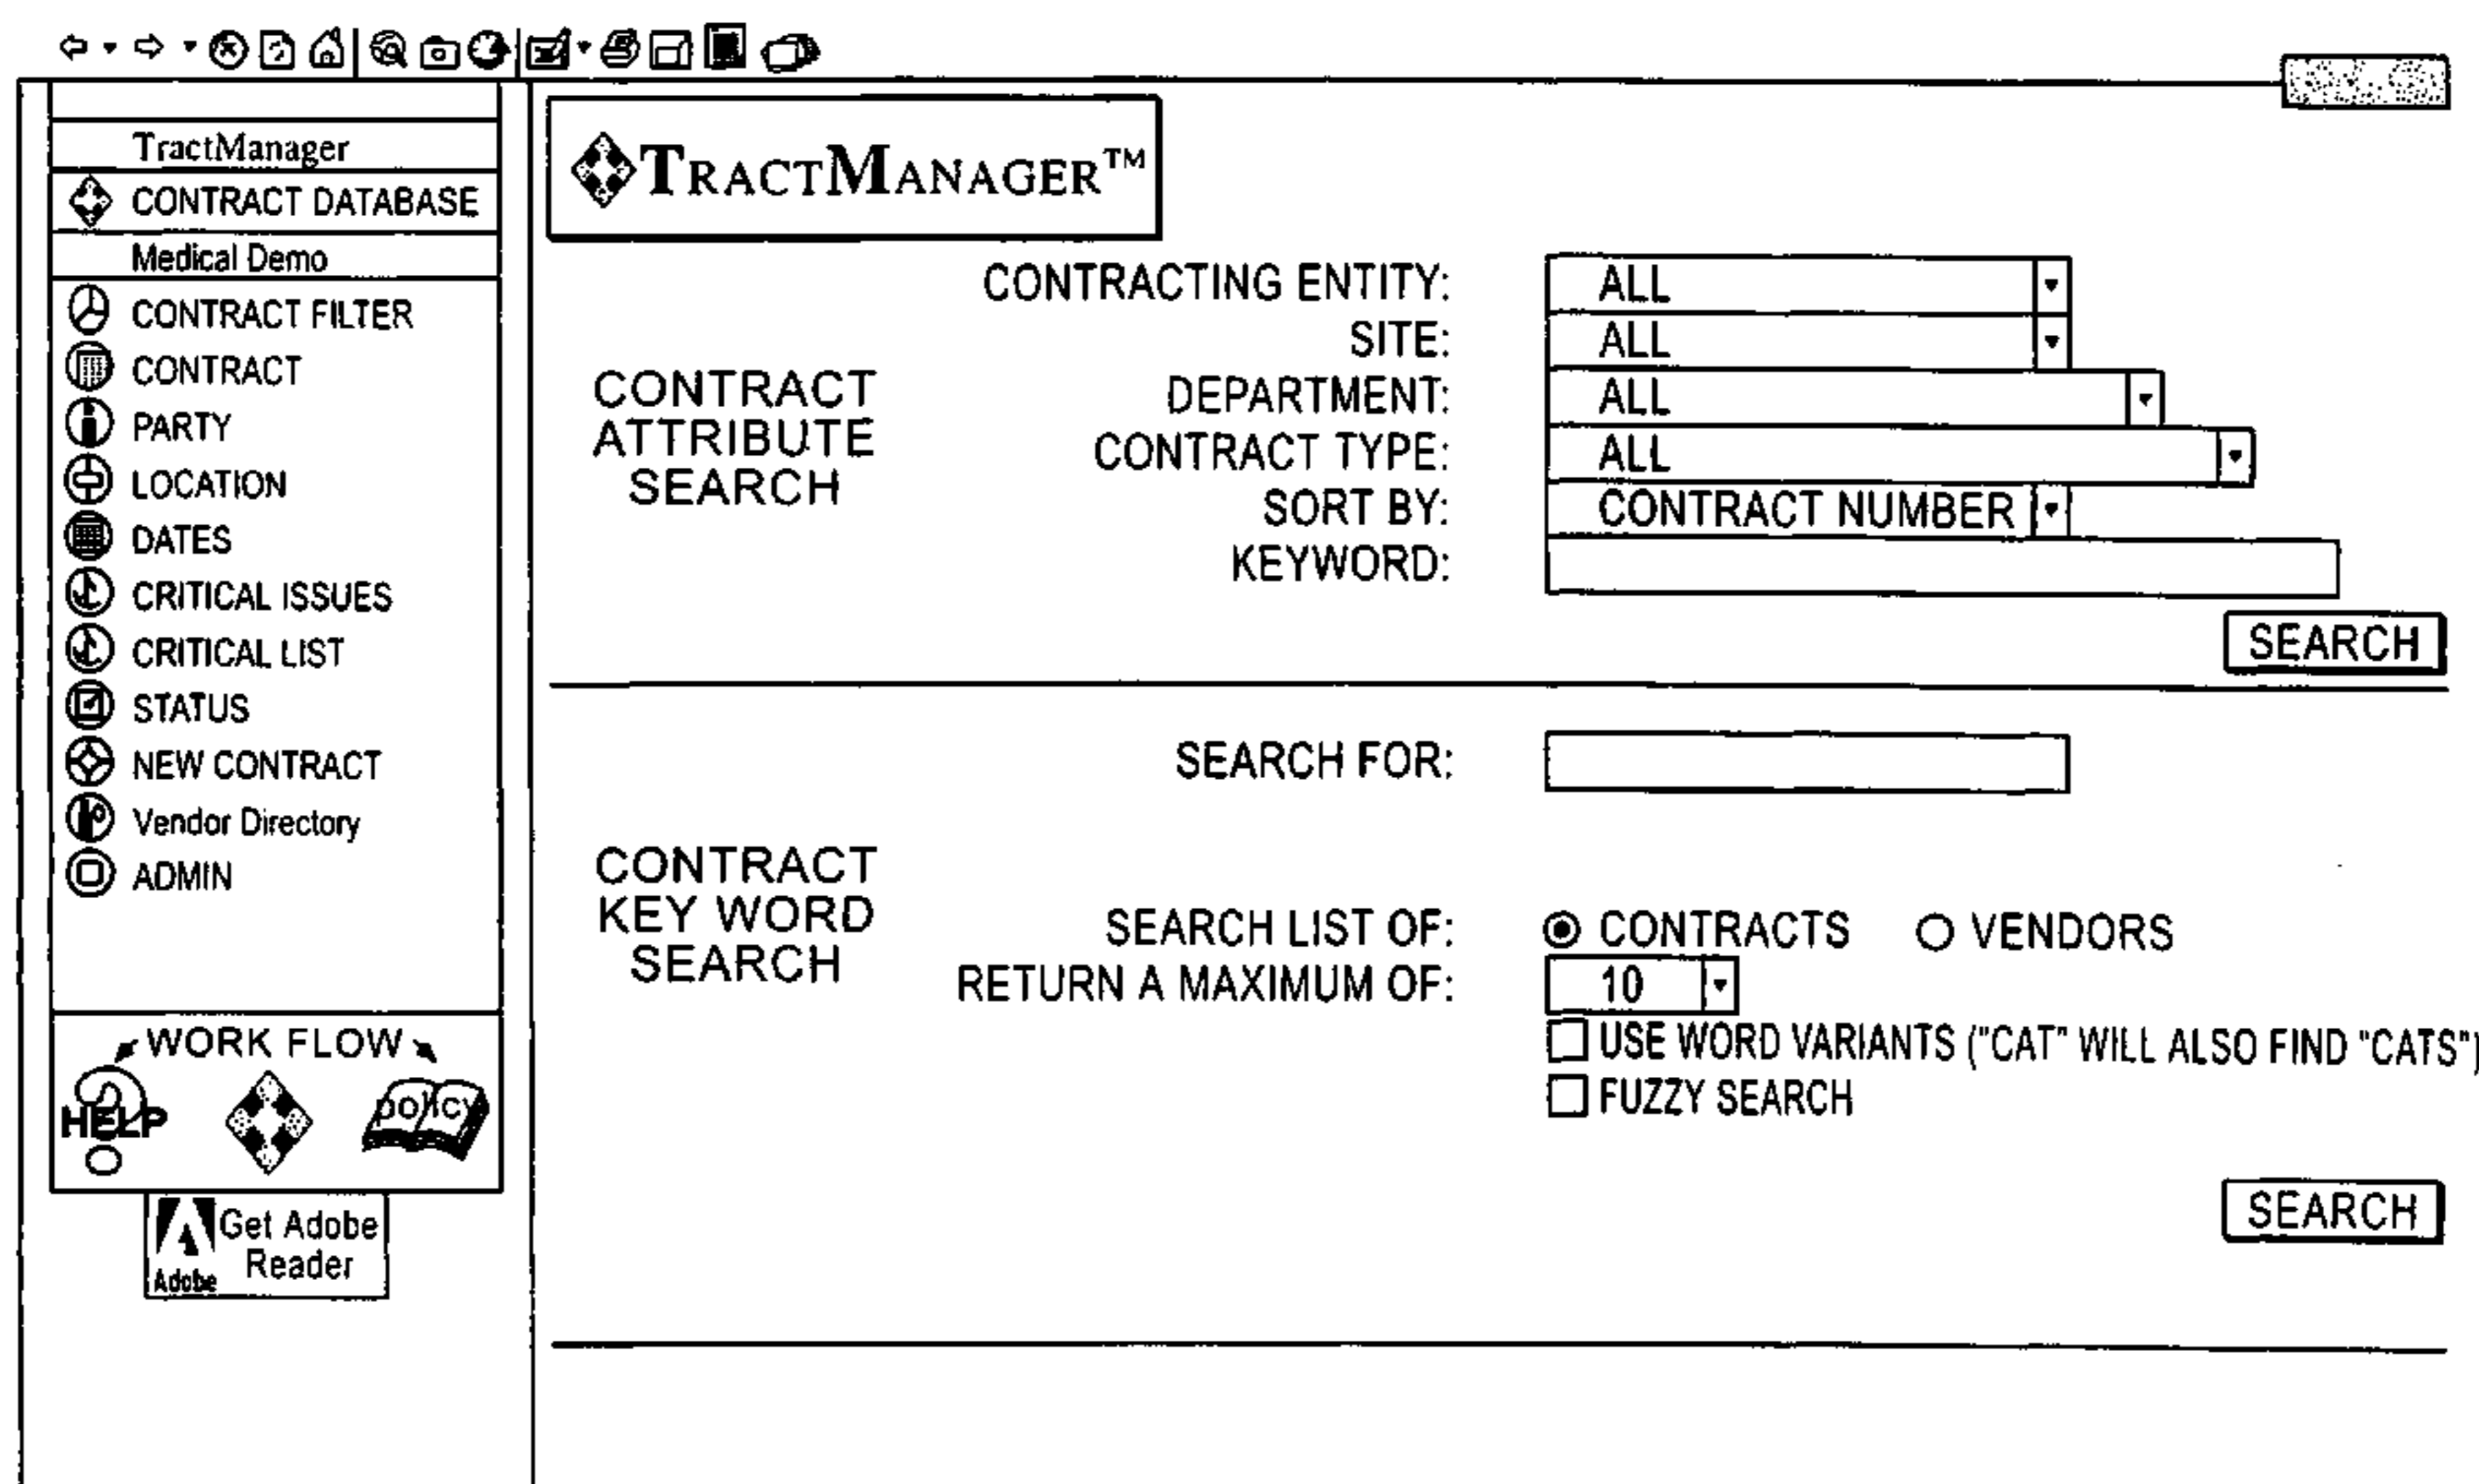 TractManager
CONTRACT DATABASE
Medical Demo
CONTRACT FILTER
CONTRACT
PARTY
LOCATION
DATES
CRITICAL ISSUES
CRITICAL LIST
STATUS
NEW CONTRACT
Vendor Directory
ADMIN
WORK FLOW
HELP
policy
Get Adobe
Reader
Adobe
TRACTMANAGER™
CONTRACT
ATTRIBUTE
SEARCH
CONTRACTING ENTITY: ALL
SITE: ALL
DEPARTMENT: ALL
CONTRACT TYPE: ALL
SORT BY: CONTRACT NUMBER
KEYWORD:
SEARCH
CONTRACT
KEY WORD
SEARCH
SEARCH FOR:
SEARCH LIST OF: CONTRACTS VENDORS
RETURN A MAXIMUM OF: 10
USE WORD VARIANTS ("CAT" WILL ALSO FIND "CATS")
FUZZY SEARCH
SEARCH